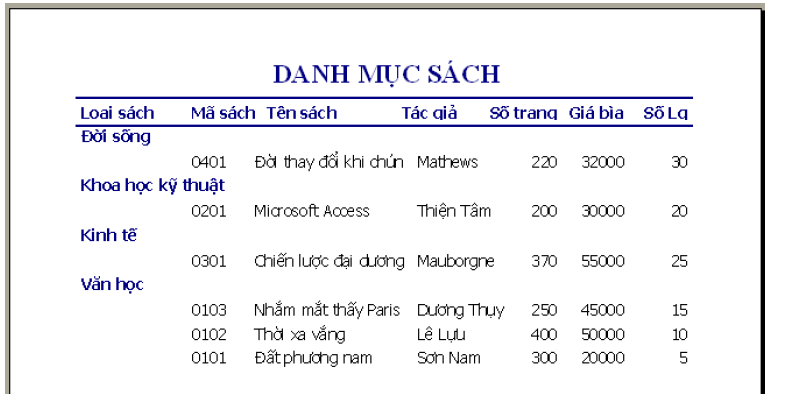 DANH MỤC SÁCH
Loai sách Mã sách Tên sách Tác giả Số trang Giá bìa Số Lg
Đời sống
0401 Đời thay đổi khi chún Mathews 220 32000 30
Khoa học kỹ thuật
0201 Microsoft Access Thiện Tâm 200 30000 20
Kinh tế
0301 Chiến lược đại dương Mauborgne 370 55000 25
Văn học
0103 Nhắm mắt thấy Paris Dương Thụy 250 45000 15
0102 Thời xa vắng Lê Lựu 400 50000 10
0101 Đất phương nam Sơn Nam 300 20000 5